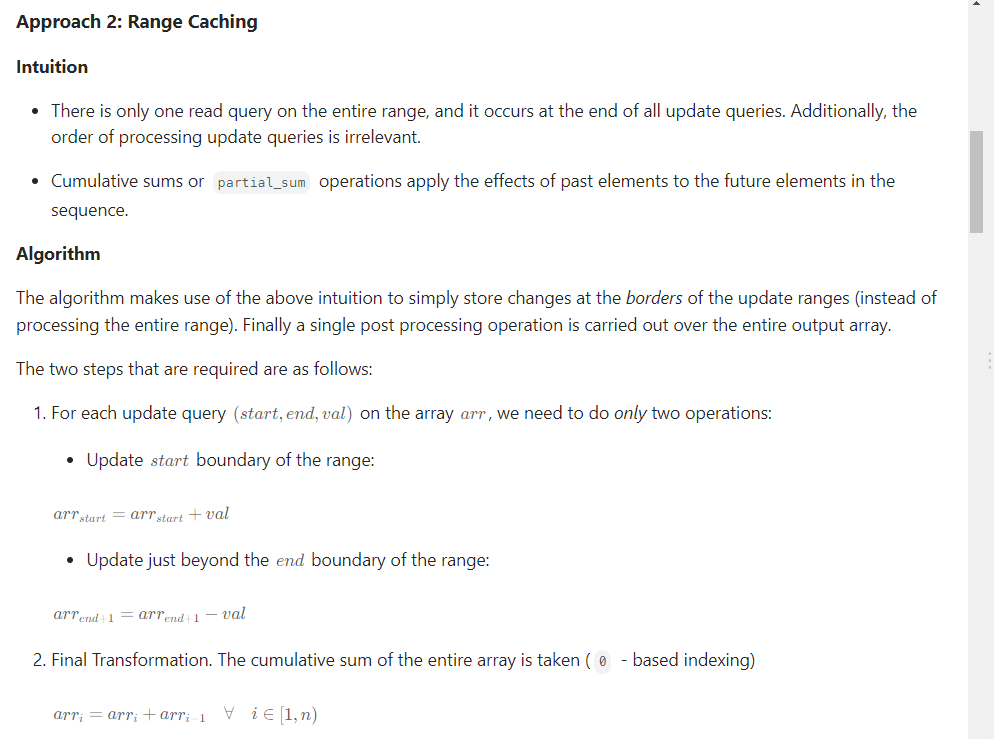 Approach 2: Range Caching
Intuition
• There is only one read query on the entire range, and it occurs at the end of all update queries. Additionally, the
order of processing update queries is irrelevant.
• Cumulative sums or partial_sum operations apply the effects of past elements to the future elements in the
sequence.
Algorithm
The algorithm makes use of the above intuition to simply store changes at the borders of the update ranges (instead of
processing the entire range). Finally a single post processing operation is carried out over the entire output array.
The two steps that are required are as follows:
1. For each update query (start, end, val) on the array arr, we need to do only two operations:
• Update start boundary of the range:
arr_start = arr_start + val
• Update just beyond the end boundary of the range:
arr_end+1 = arr_end+1 − val
2. Final Transformation. The cumulative sum of the entire array is taken ( 0 - based indexing)
arr_i = arr_i + arr_i−1 ∀ i ∈ [1, n)